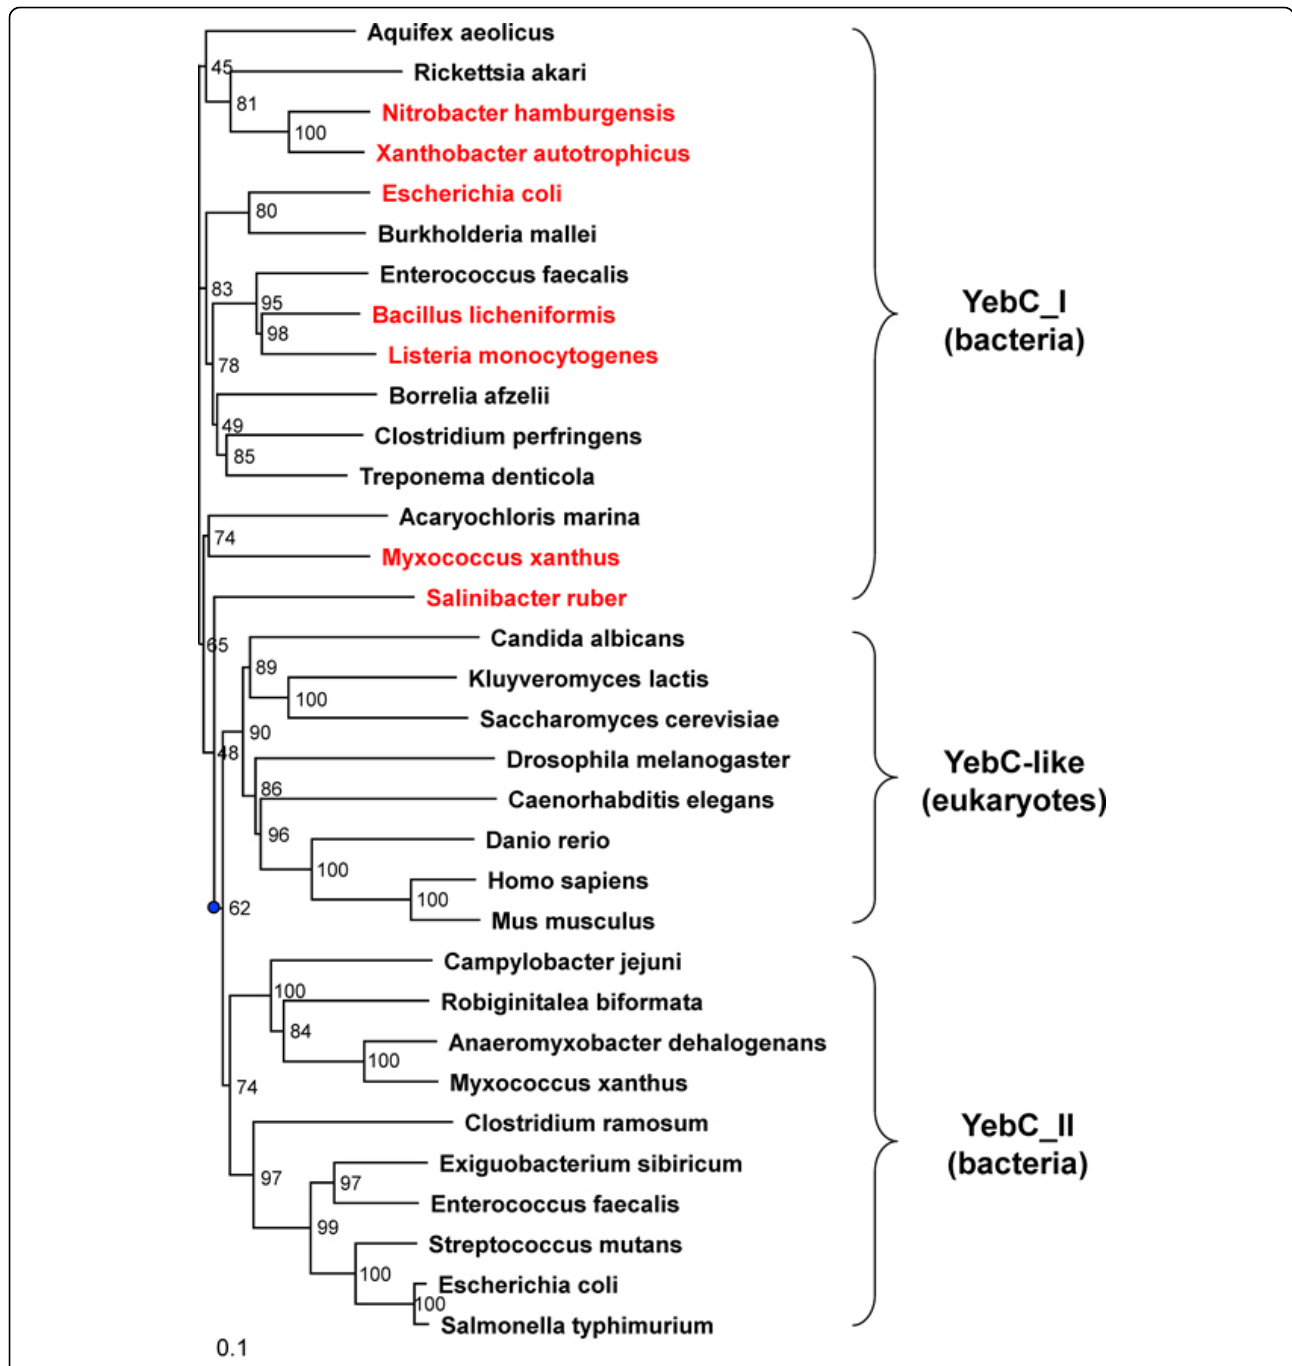 Aquifex aeolicus
45
Rickettsia akari
81
Nitrobacter hamburgensis
100
Xanthobacter autotrophicus
Escherichia coli
80
Burkholderia mallei
Enterococcus faecalis
83
95
Bacillus licheniformis
98
Listeria monocytogenes
78
Borrelia afzelii
49
Clostridium perfringens
85
Treponema denticola
Acaryochloris marina
74
Myxococcus xanthus
Salinibacter ruber
YebC_I
(bacteria)
65
Candida albicans
89
Kluyveromyces lactis
100
Saccharomyces cerevisiae
90
48
Drosophila melanogaster
86
Caenorhabditis elegans
96
Danio rerio
100
Homo sapiens
100
Mus musculus
62
YebC-like
(eukaryotes)
Campylobacter jejuni
100
Robiginitalea biformata
84
Anaeromyxobacter dehalogenans
100
Myxococcus xanthus
74
Clostridium ramosum
97
Exiguobacterium sibiricum
97
Enterococcus faecalis
99
Streptococcus mutans
100
Escherichia coli
100
Salmonella typhimurium
YebC_II
(bacteria)
0.1